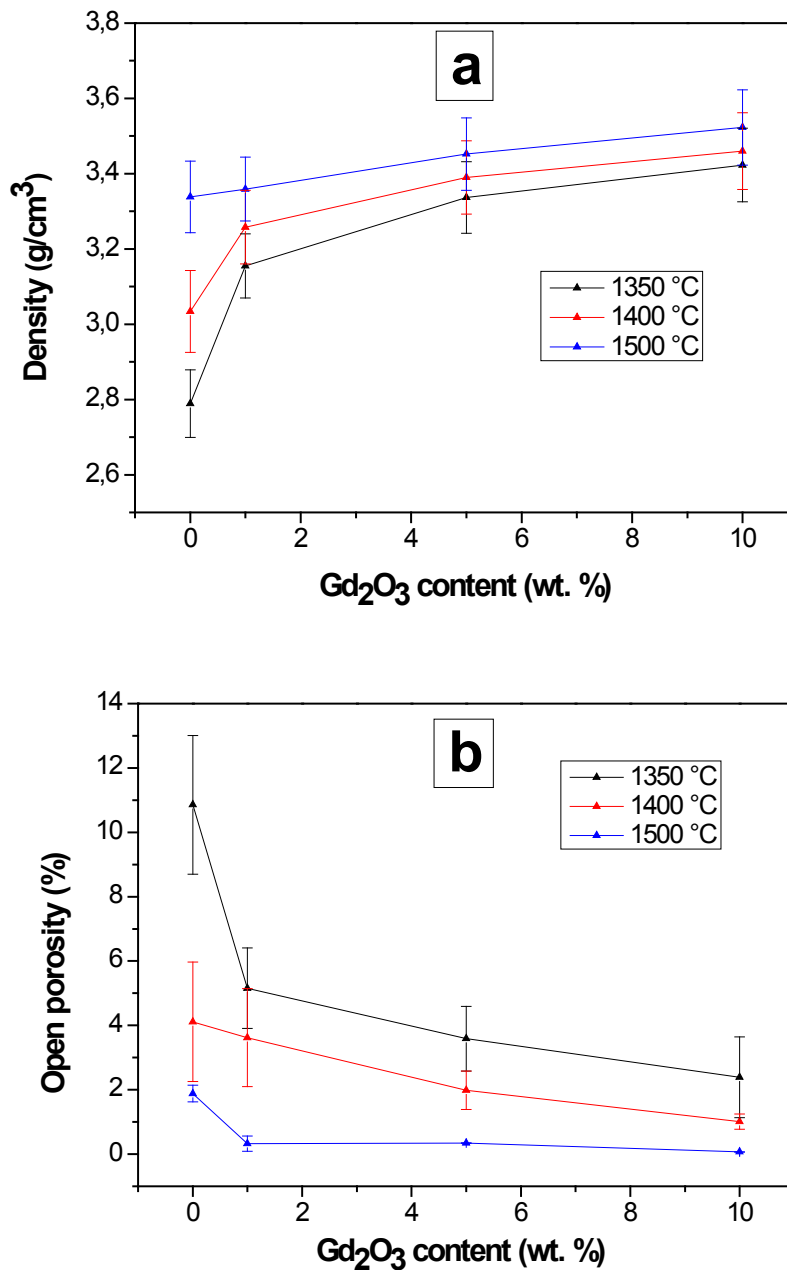 3,8
a
3,6
3,4
3,2
3,0
2,8
2,6
Density (g/cm³)
1350 °C
1400 °C
1500 °C
0 2 4 6 8 10
Gd₂O₃ content (wt. %)
14
b
12
10
8
6
4
2
0
Open porosity (%)
1350 °C
1400 °C
1500 °C
0 2 4 6 8 10
Gd₂O₃ content (wt. %)